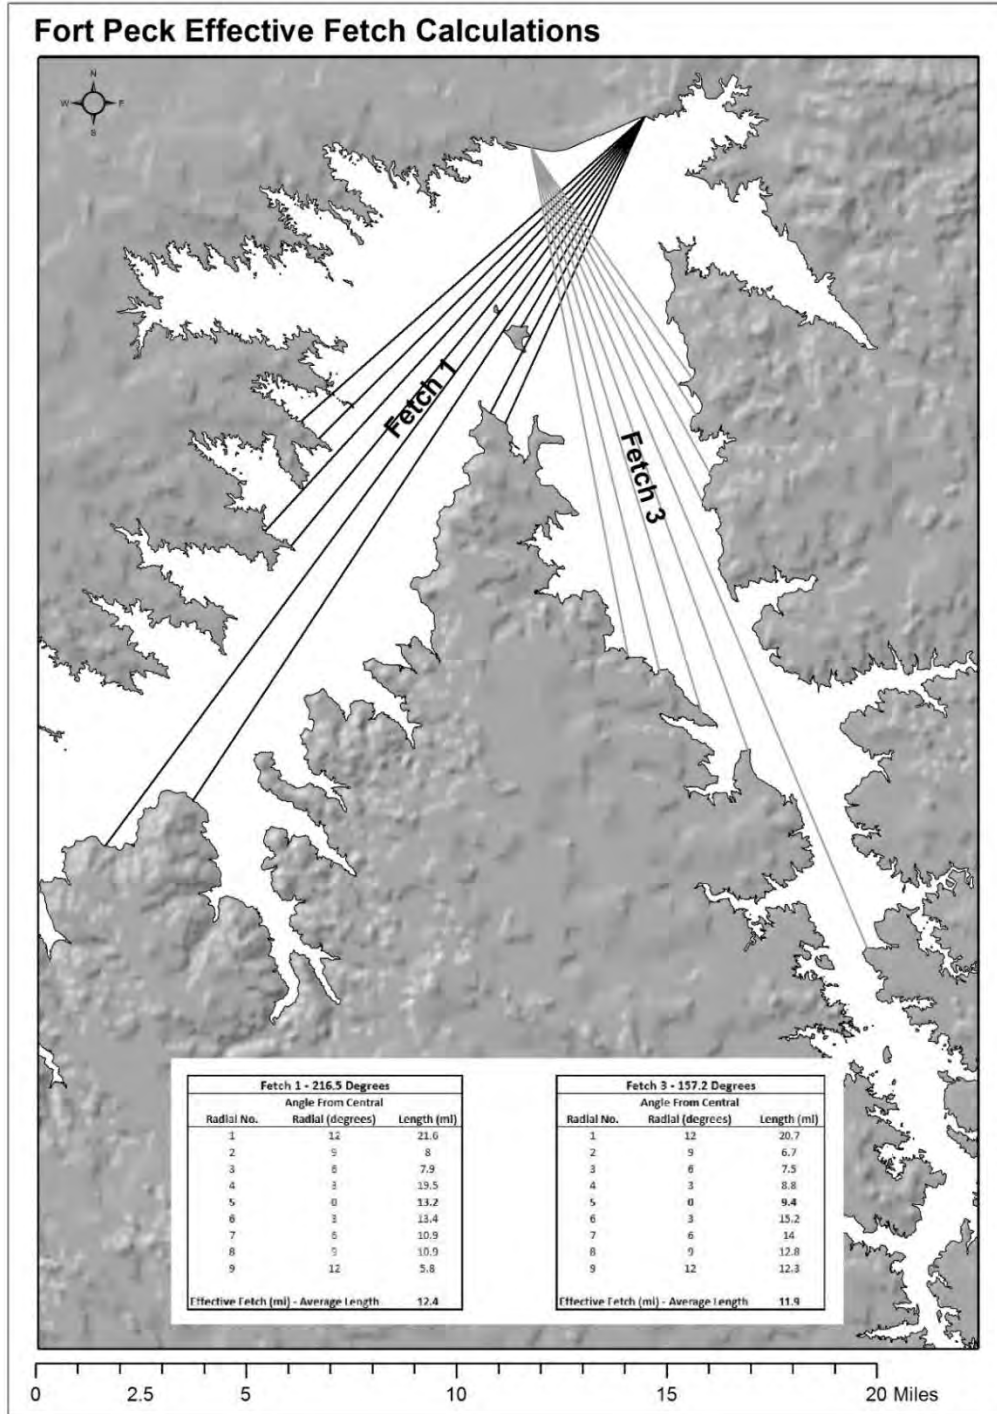 Fort Peck Effective Fetch Calculations
N
W
E
S
Fetch 1
Fetch 3
Fetch 1 - 216.5 Degrees
Angle From Central
Radial No. Radial (degrees) Length (mi)
1 12 21.6
2 9 8
3 6 7.9
4 3 19.5
5 0 13.2
6 3 13.4
7 6 10.9
8 9 10.9
9 12 5.8
Effective Fetch (mi) - Average Length 12.4
Fetch 3 - 157.2 Degrees
Angle From Central
Radial No. Radial (degrees) Length (mi)
1 12 20.7
2 9 6.7
3 6 7.5
4 3 8.8
5 0 9.4
6 3 15.2
7 6 14
8 9 12.8
9 12 12.3
Effective Fetch (mi) - Average Length 11.9
0 2.5 5 10 15 20 Miles